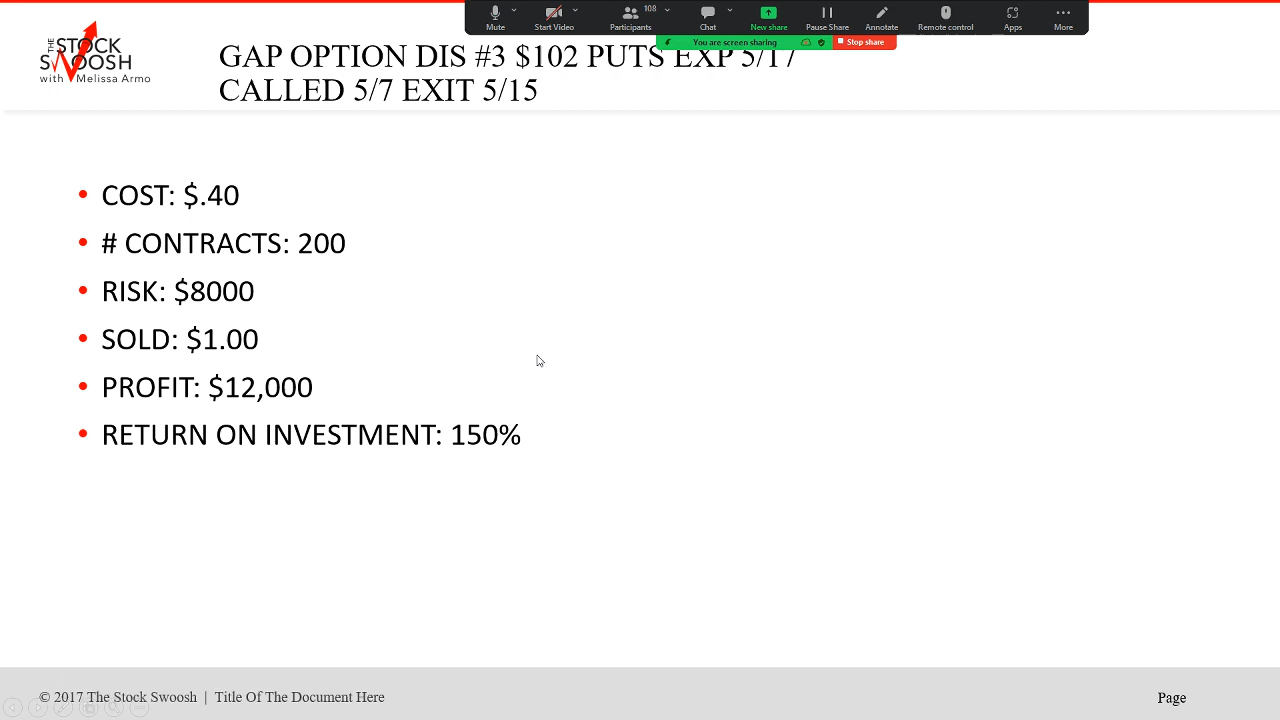 Mute
Start Video
Participants
108
Chat
New share
Pause Share
Annotate
Remote control
Apps
More
You are screen sharing
Stop share
THE STOCK
SWOOSH
with Melissa Armo
GAP OPTION DIS #3 $102 PUTS EXP 5/17
CALLED 5/7 EXIT 5/15
• COST: $.40
• # CONTRACTS: 200
• RISK: $8000
• SOLD: $1.00
• PROFIT: $12,000
• RETURN ON INVESTMENT: 150%
© 2017 The Stock Swoosh | Title Of The Document Here
Page